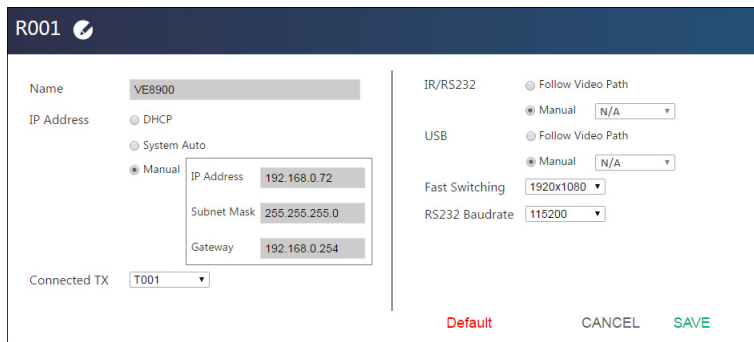 R001
Name VE8900
IP Address DHCP
System Auto
Manual
IP Address 192.168.0.72
Subnet Mask 255.255.255.0
Gateway 192.168.0.254
Connected TX T001
IR/RS232 Follow Video Path
Manual N/A
USB Follow Video Path
Manual N/A
Fast Switching 1920x1080
RS232 Baudrate 115200
Default CANCEL SAVE